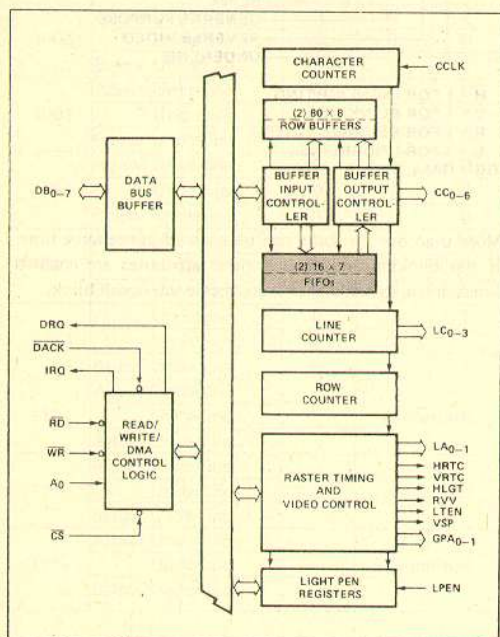 CHARACTER
COUNTER
CCLK
(2) 80 X 8
ROW BUFFERS
DB0-7
DATA
BUS
BUFFER
BUFFER
INPUT
CONTROL-
LER
BUFFER
OUTPUT
CONTROL-
LER
CC0-6
(2) 16 X 7
FIFOs
LINE
COUNTER
LC0-3
ROW
COUNTER
DRQ
DACK
IRQ
RD
WR
A0
CS
READ/
WRITE/
DMA
CONTROL
LOGIC
RASTER TIMING
AND
VIDEO CONTROL
LA0-1
HRTC
VRTC
HLGT
RVV
LTEN
VSP
GPA0-1
LIGHT PEN
REGISTERS
LPEN